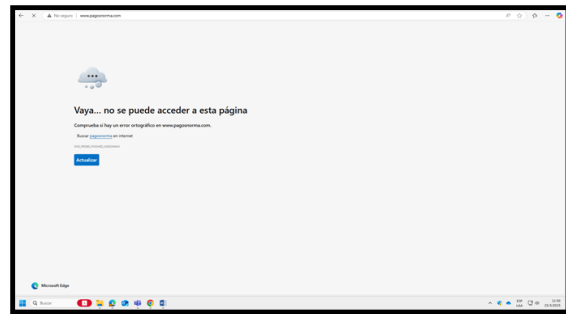 No seguro www.pagosnorma.com
Vaya... no se puede acceder a esta página
Comprueba si hay un error ortográfico en www.pagosnorma.com.
Buscar pagosnorma en internet
Actualizar
Microsoft Edge
Buscar
ESP